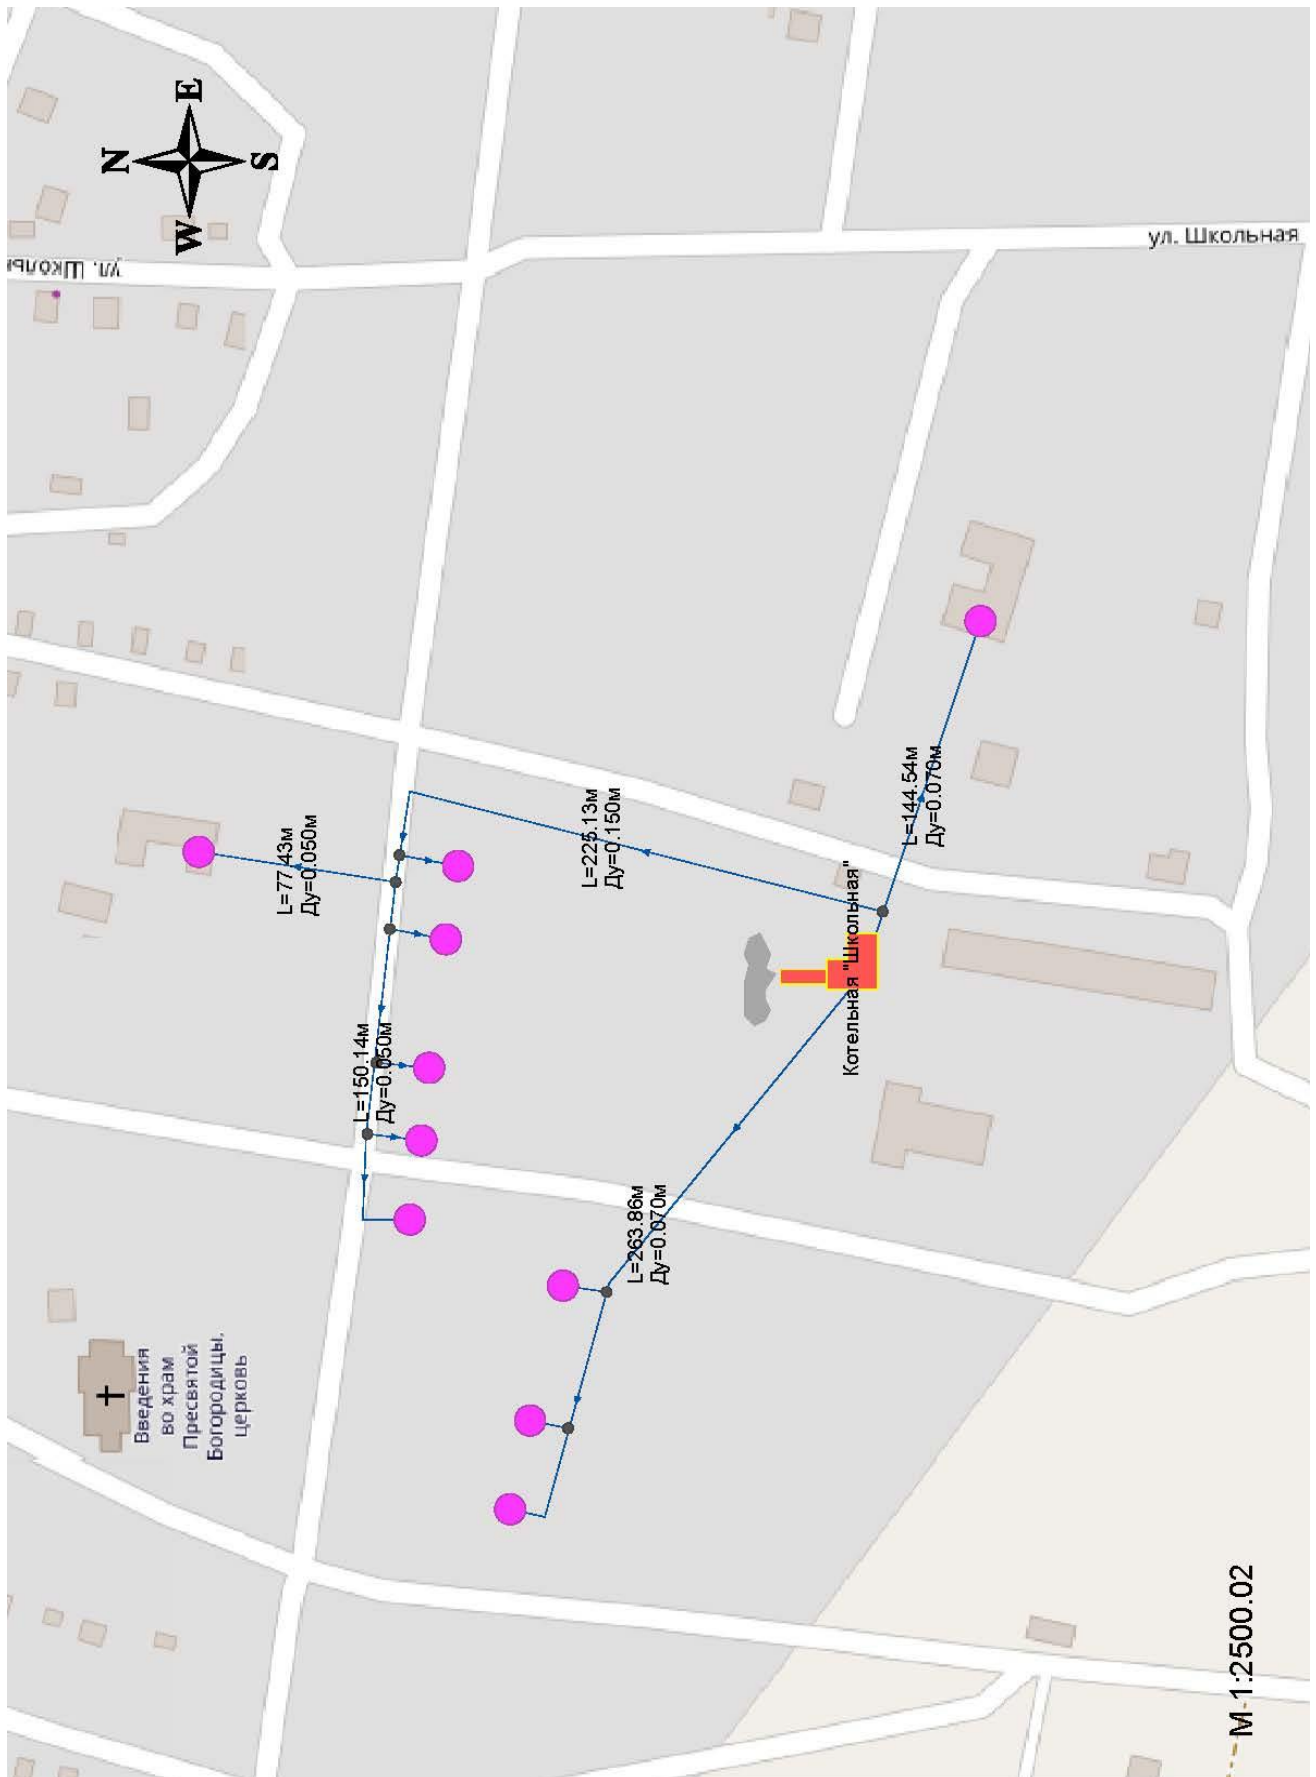 N
E
S
W
ул. Школьн
ул. Школьная
L=77.43м
Ду=0.050м
L=225.13м
Ду=0.150м
L=144.54м
Ду=0.070м
L=150.14м
Ду=0.050м
Котельная "Школьная"
L=263.86м
Ду=0.070м
Введения
во храм
Пресвятой
Богородицы,
церковь
М 1:2500.02